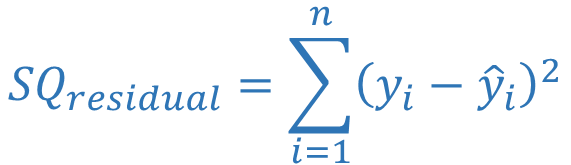 SQ_residual = ∑_{i=1}^{n} (y_i − ŷ_i)^2